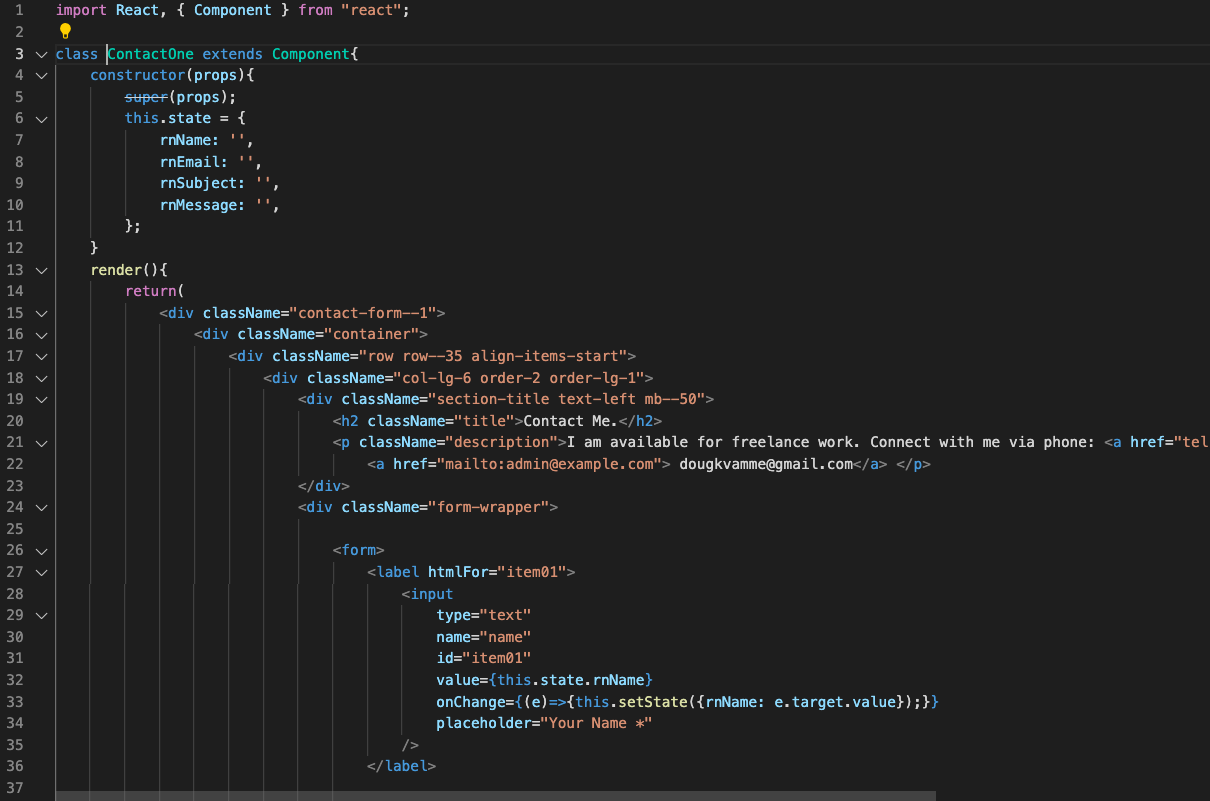 1 import React, { Component } from "react";
2
3 class ContactOne extends Component{
4     constructor(props){
5         super(props);
6         this.state = {
7             rnName: '',
8             rnEmail: '',
9             rnSubject: '',
10             rnMessage: '',
11         };
12     }
13     render(){
14         return(
15             <div className="contact-form--1">
16                 <div className="container">
17                     <div className="row row--35 align-items-start">
18                         <div className="col-lg-6 order-2 order-lg-1">
19                             <div className="section-title text-left mb--50">
20                                 <h2 className="title">Contact Me.</h2>
21                                 <p className="description">I am available for freelance work. Connect with me via phone: <a href="tel
22                                     <a href="mailto:admin@example.com"> dougkvamme@gmail.com</a> </p>
23                             </div>
24                             <div className="form-wrapper">
25
26                                 <form>
27                                     <label htmlFor="item01">
28                                         <input
29                                             type="text"
30                                             name="name"
31                                             id="item01"
32                                             value={this.state.rnName}
33                                             onChange={(e)=>{this.setState({rnName: e.target.value});}}
34                                             placeholder="Your Name *"
35                                         />
36                                     </label>
37